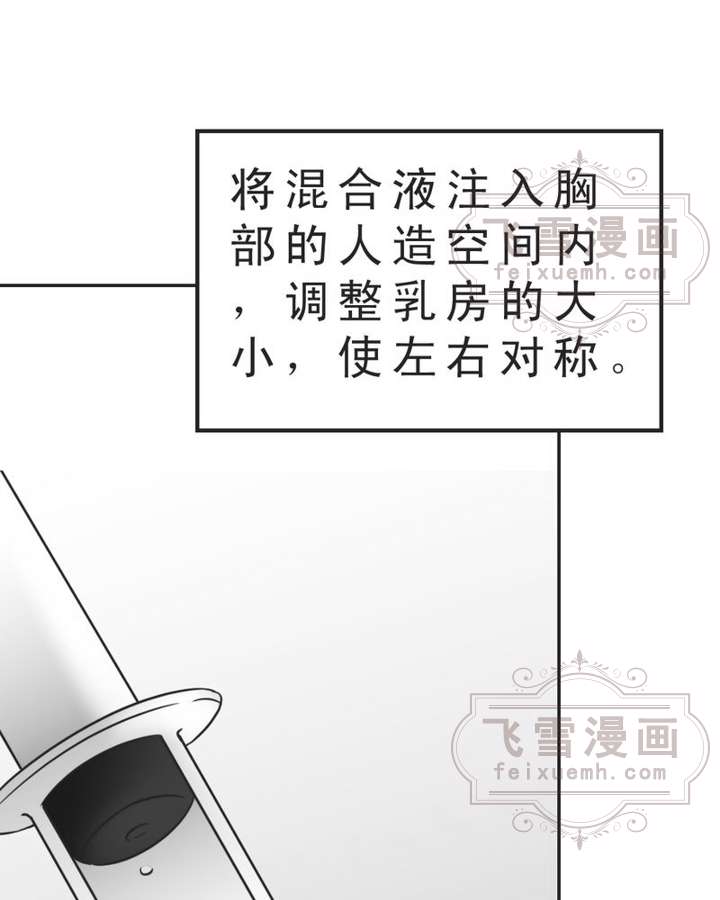 将混合液注入胸
部的人造空间内
，调整乳房的大
小，使左右对称。
飞雪漫画
feixuemh.com
飞雪漫画
feixuemh.com